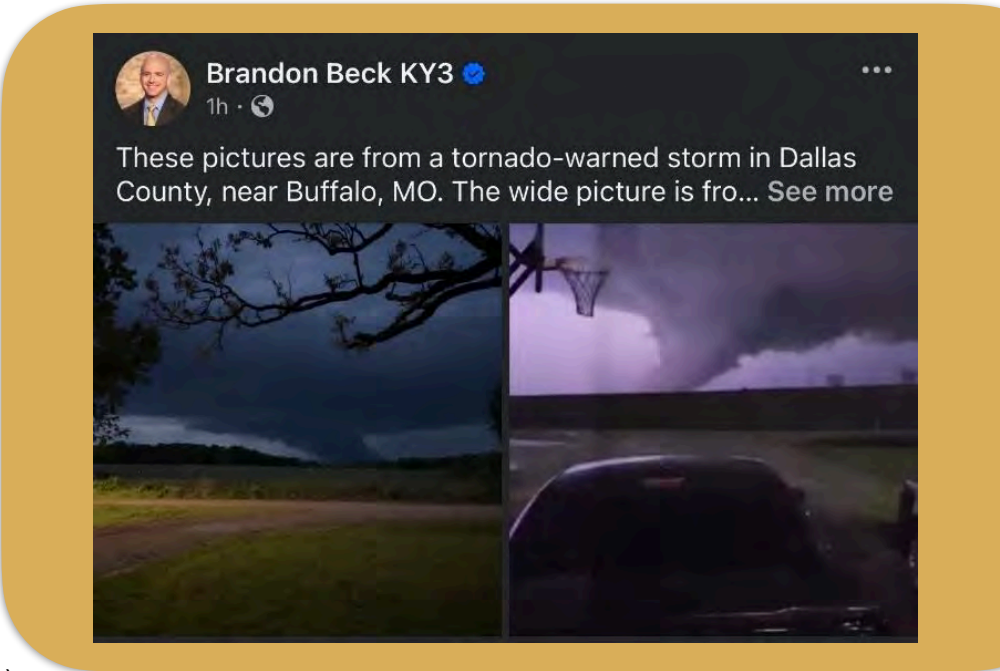 Brandon Beck KY3
1h ·
These pictures are from a tornado-warned storm in Dallas
County, near Buffalo, MO. The wide picture is fro... See more